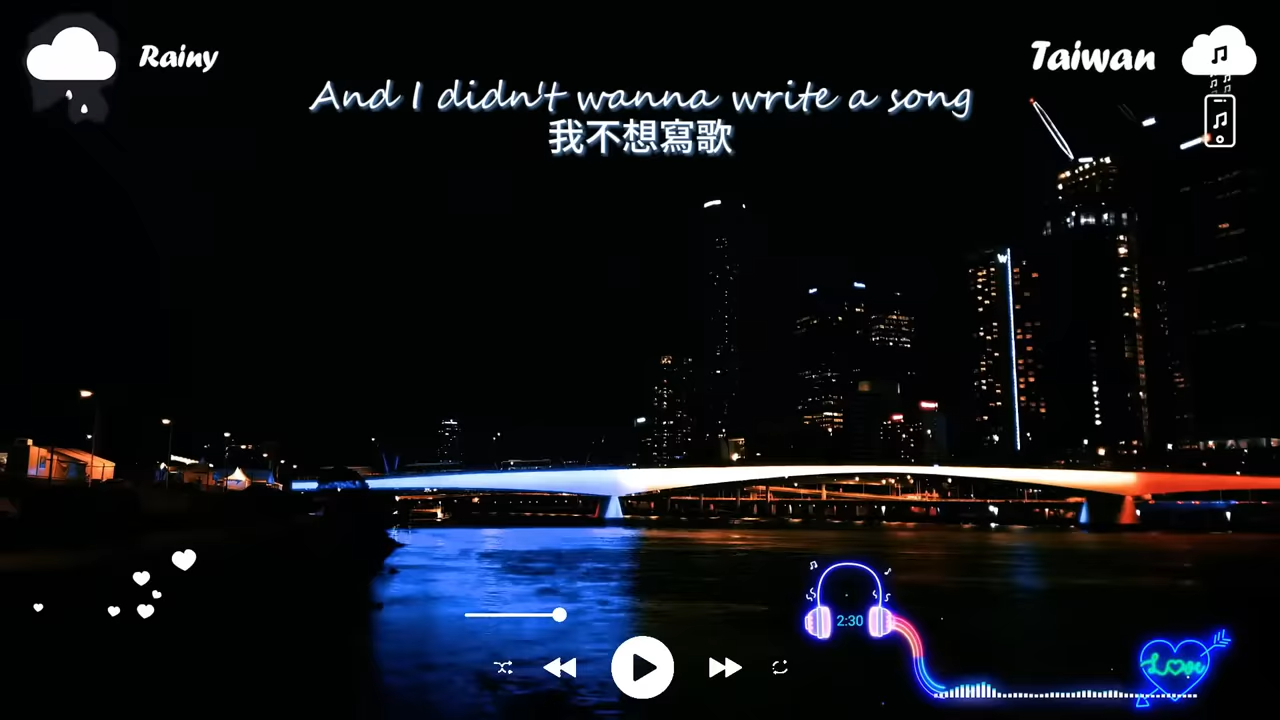 Rainy
Taiwan
And I didn't wanna write a song
我不想寫歌
W
2:30
Love